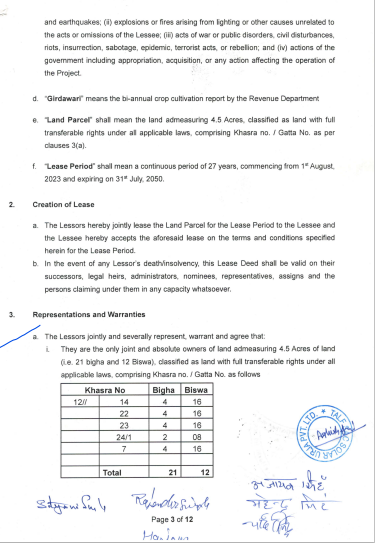 and earthquakes; (ii) explosions or fires arising from lighting or other causes unrelated to
the acts or omissions of the Lessee; (iii) acts of war or public disorders, civil disturbances,
riots, insurrection, sabotage, epidemic, terrorist acts, or rebellion; and (iv) actions of the
government including appropriation, acquisition, or any action affecting the operation of
the Project.
d. "Girdawari" means the bi-annual crop cultivation report by the Revenue Department
e. "Land Parcel" shall mean the land admeasuring 4.5 Acres, classified as land with full
transferable rights under all applicable laws, comprising Khasra no. / Gatta No. as per
clauses 3(a).
f. "Lease Period" shall mean a continuous period of 27 years, commencing from 1st August,
2023 and expiring on 31st July, 2050.
2. Creation of Lease
a. The Lessors hereby jointly lease the Land Parcel for the Lease Period to the Lessee and
the Lessee hereby accepts the aforesaid lease on the terms and conditions specified
herein for the Lease Period.
b. In the event of any Lessor's death/insolvency, this Lease Deed shall be valid on their
successors, legal heirs, administrators, nominees, representatives, assigns and the
persons claiming under them in any capacity whatsoever.
3. Representations and Warranties
a. The Lessors jointly and severally represent, warrant and agree that:
i. They are the only joint and absolute owners of land admeasuring 4.5 Acres of land
(i.e. 21 bigha and 12 Biswa), classified as land with full transferable rights under all
applicable laws, comprising Khasra no. / Gatta No. as follows
Khasra No Bigha Biswa
12// 14 4 16
22 4 16
23 4 16
24/1 2 08
7 4 16
Total 21 12
SOLAR URJA PVT. LTD.
Page 3 of 12